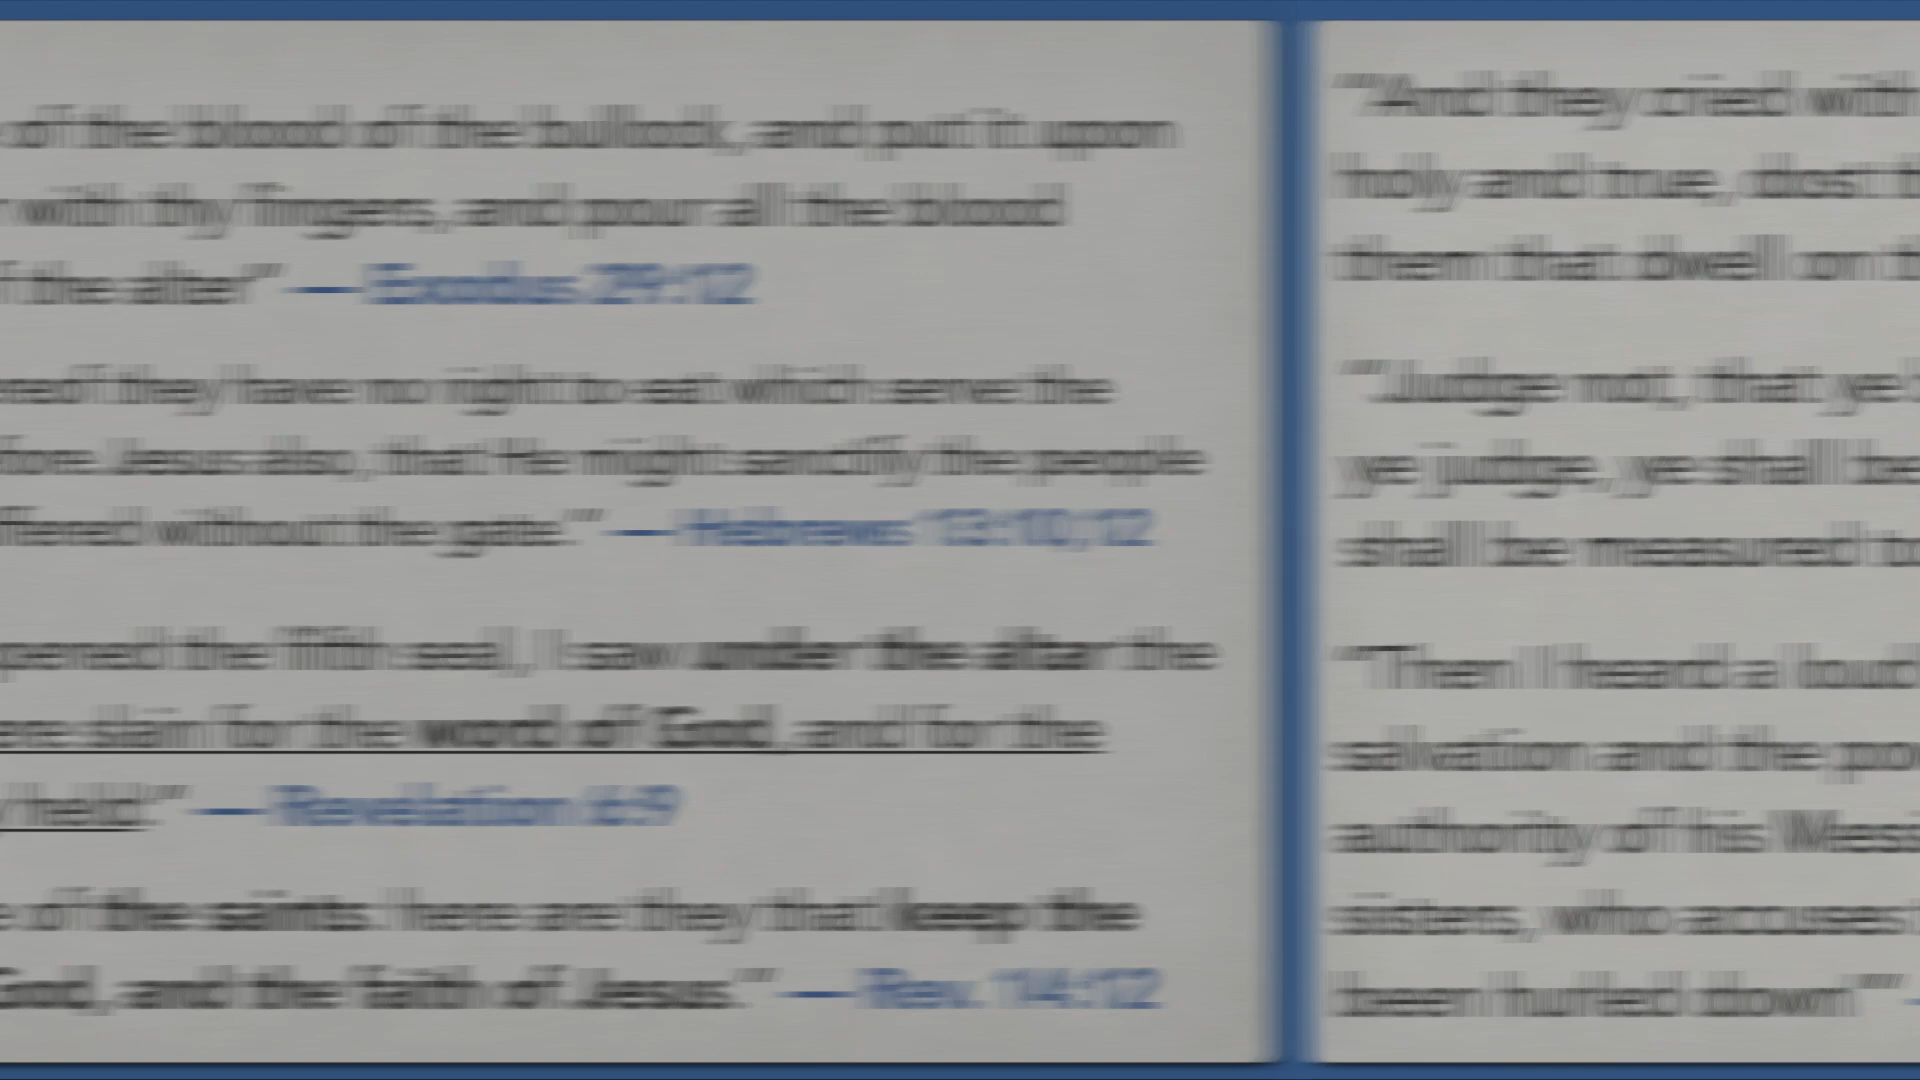 of the blood of the bullock, and put it upon
with thy fingers, and pour all the blood
the alter" —Exodus 29:12
they have no right to eat which serve the
Jesus also, that He might sanctify the people
without the gate." —Hebrews 13:10,12
the fifth seal, I saw under the altar the
slain for the word of God, and for the
held:" —Revelation 6:9
of the saints: here are they that keep the
God, and the faith of Jesus." —Rev. 14:12
"And they cried with
holy and true, dost
them that dwell on
"Judge not, that ye
ye judge, ye shall be
shall be measured to
"Then I heard a loud
salvation and the
authority of his
sisters, who accuses
been hurled down"